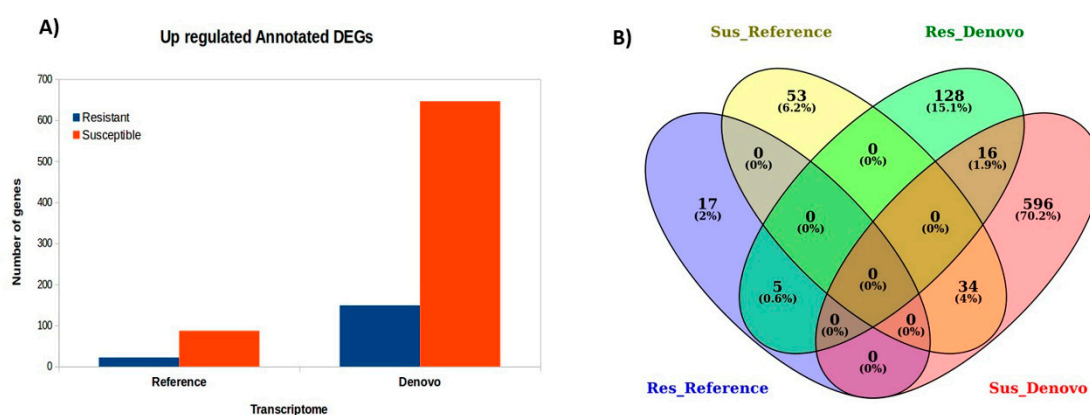 A)
Up regulated Annotated DEGs
Number of genes
700
600
500
400
300
200
100
0
Resistant
Susceptible
Reference
Denovo
Transcriptome
B)
Sus_Reference
Res_Denovo
53
(6.2%)
128
(15.1%)
0
(0%)
0
(0%)
16
(1.9%)
17
(2%)
596
(70.2%)
0
(0%)
0
(0%)
5
(0.6%)
0
(0%)
34
(4%)
0
(0%)
0
(0%)
0
(0%)
Res_Reference
Sus_Denovo